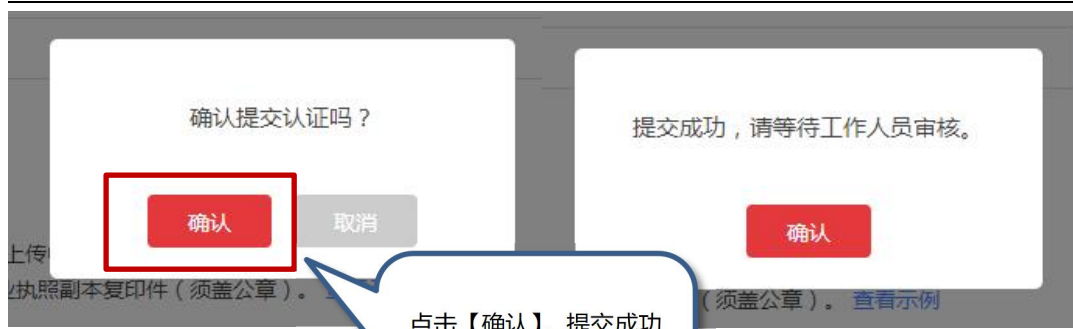 确认提交认证吗?
确认
取消
上传
业执照副本复印件(须盖公章)。
提交成功,请等待工作人员审核。
确认
(须盖公章)。 查看示例
点击【确认】,提交成功